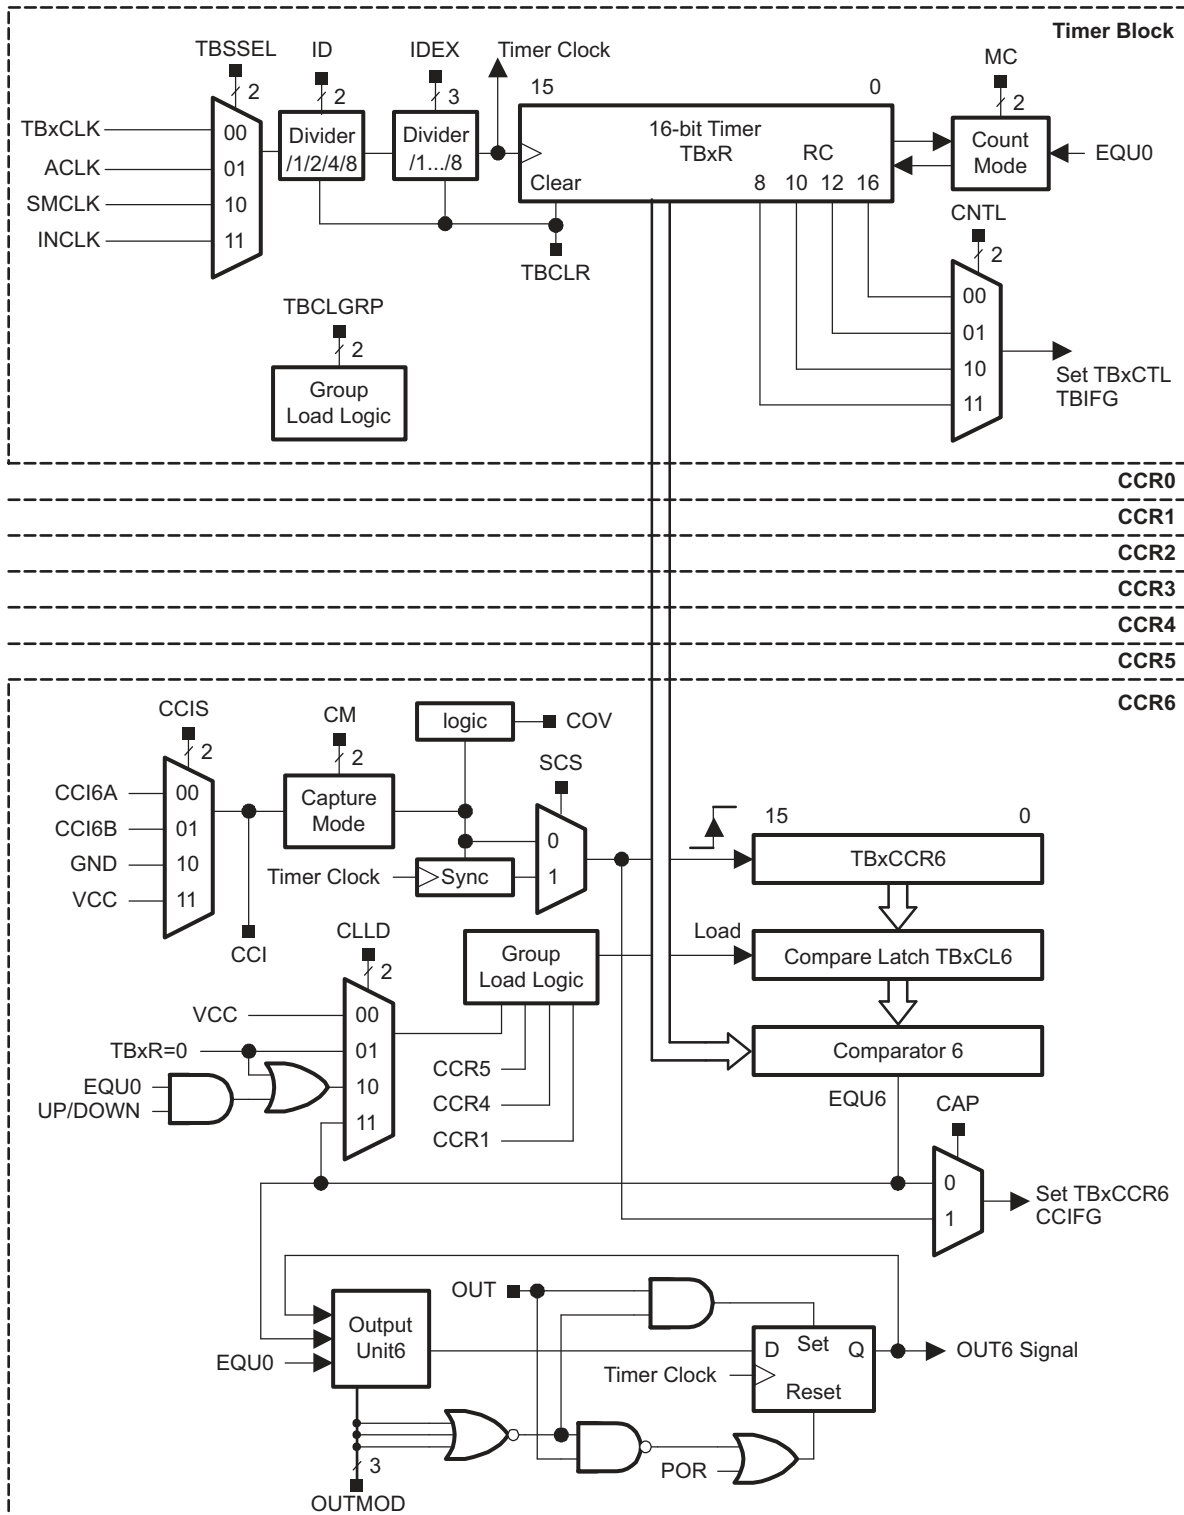 Timer Block
TBSSEL
ID
IDEX
Timer Clock
MC
2
2
3
15
0
2
TBxCLK
ACLK
SMCLK
INCLK
00
01
10
11
Divider
/1/2/4/8
Divider
/1.../8
16-bit Timer
TBxR
RC
Clear
8
10
12
16
Count
Mode
EQU0
TBCLR
CNTL
2
00
01
10
11
Set TBxCTL
TBIFG
TBCLGRP
2
Group
Load Logic
CCR0
CCR1
CCR2
CCR3
CCR4
CCR5
CCR6
CCIS
2
CM
2
logic
COV
SCS
CCI6A
CCI6B
GND
VCC
00
01
10
11
Capture
Mode
0
1
Timer Clock
Sync
CCI
15
0
TBxCCR6
Load
Compare Latch TBxCL6
Comparator 6
EQU6
CLLD
2
Group
Load Logic
VCC
TBxR=0
EQU0
UP/DOWN
00
01
10
11
CCR5
CCR4
CCR1
CAP
0
1
Set TBxCCR6
CCIFG
OUT
Output
Unit6
EQU0
D
Set
Q
Timer Clock
Reset
OUT6 Signal
POR
3
OUTMOD